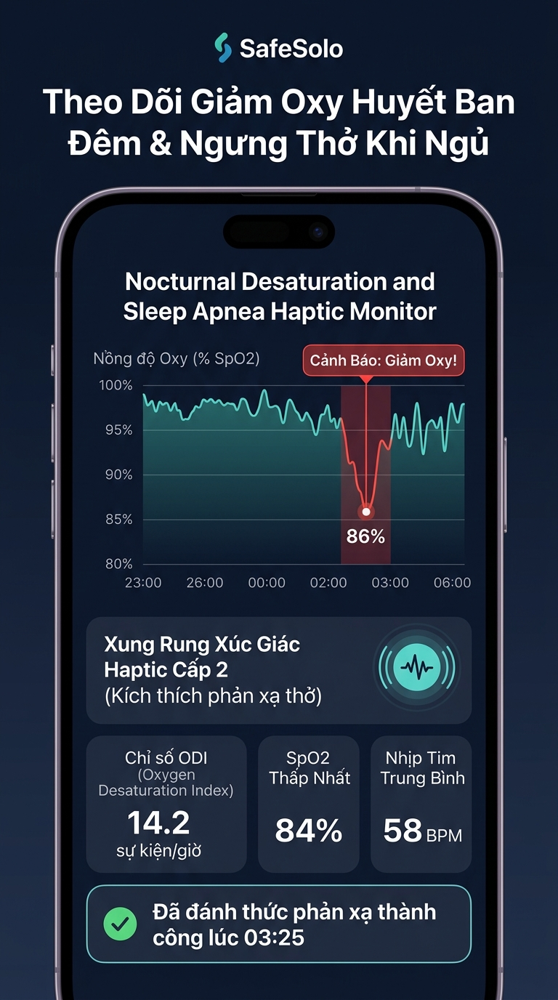 SafeSolo
Theo Dõi Giảm Oxy Huyết Ban
Đêm & Ngưng Thở Khi Ngủ
Nocturnal Desaturation and
Sleep Apnea Haptic Monitor
Nồng độ Oxy (% SpO2)
Cảnh Báo: Giảm Oxy!
100%
95%
90%
85%
80%
86%
23:00 26:00 00:00 02:00 03:00 06:00
Xung Rung Xúc Giác
Haptic Cấp 2
(Kích thích phản xạ thở)
Chỉ số ODI
(Oxygen
Desaturation Index)
14.2
sự kiện/giờ
SpO2
Thấp Nhất
84%
Nhịp Tim
Trung Bình
58 BPM
Đã đánh thức phản xạ thành
công lúc 03:25